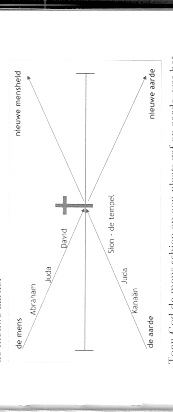 nieuwe mensheid
nieuwe aarde
David
Juda
Abraham
de mens
Sion - de tempel
Juda
Kanaän
de aarde